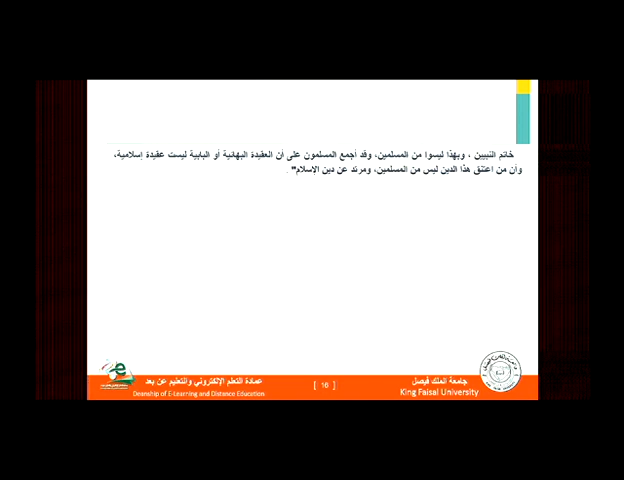 خاتم النبيين ، وبهذا ليسوا من المسلمين، وقد أجمع المسلمون على أن العقيدة البهائية أو البابية ليست عقيدة إسلامية،
وأن من اعتنق هذا الدين ليس من المسلمين، ومرتد عن دين الإسلام" .
جامعة الملك فيصل
King Faisal University
[ 16 ]
عمادة التعلم الإلكتروني والتعليم عن بعد
Deanship of E-Learning and Distance Education